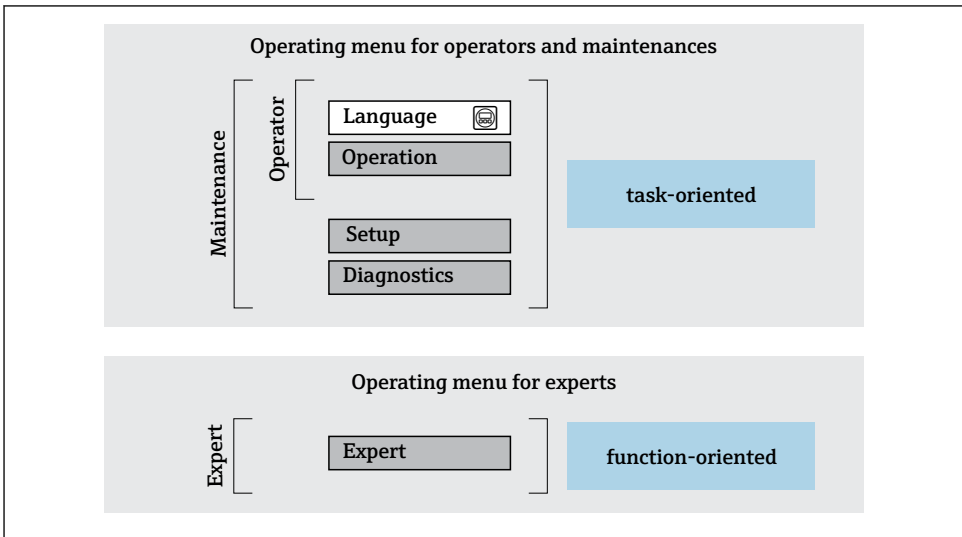 Operating menu for operators and maintenances
Maintenance
Operator
Language
Operation
Setup
Diagnostics
task-oriented
Operating menu for experts
Expert
Expert
function-oriented